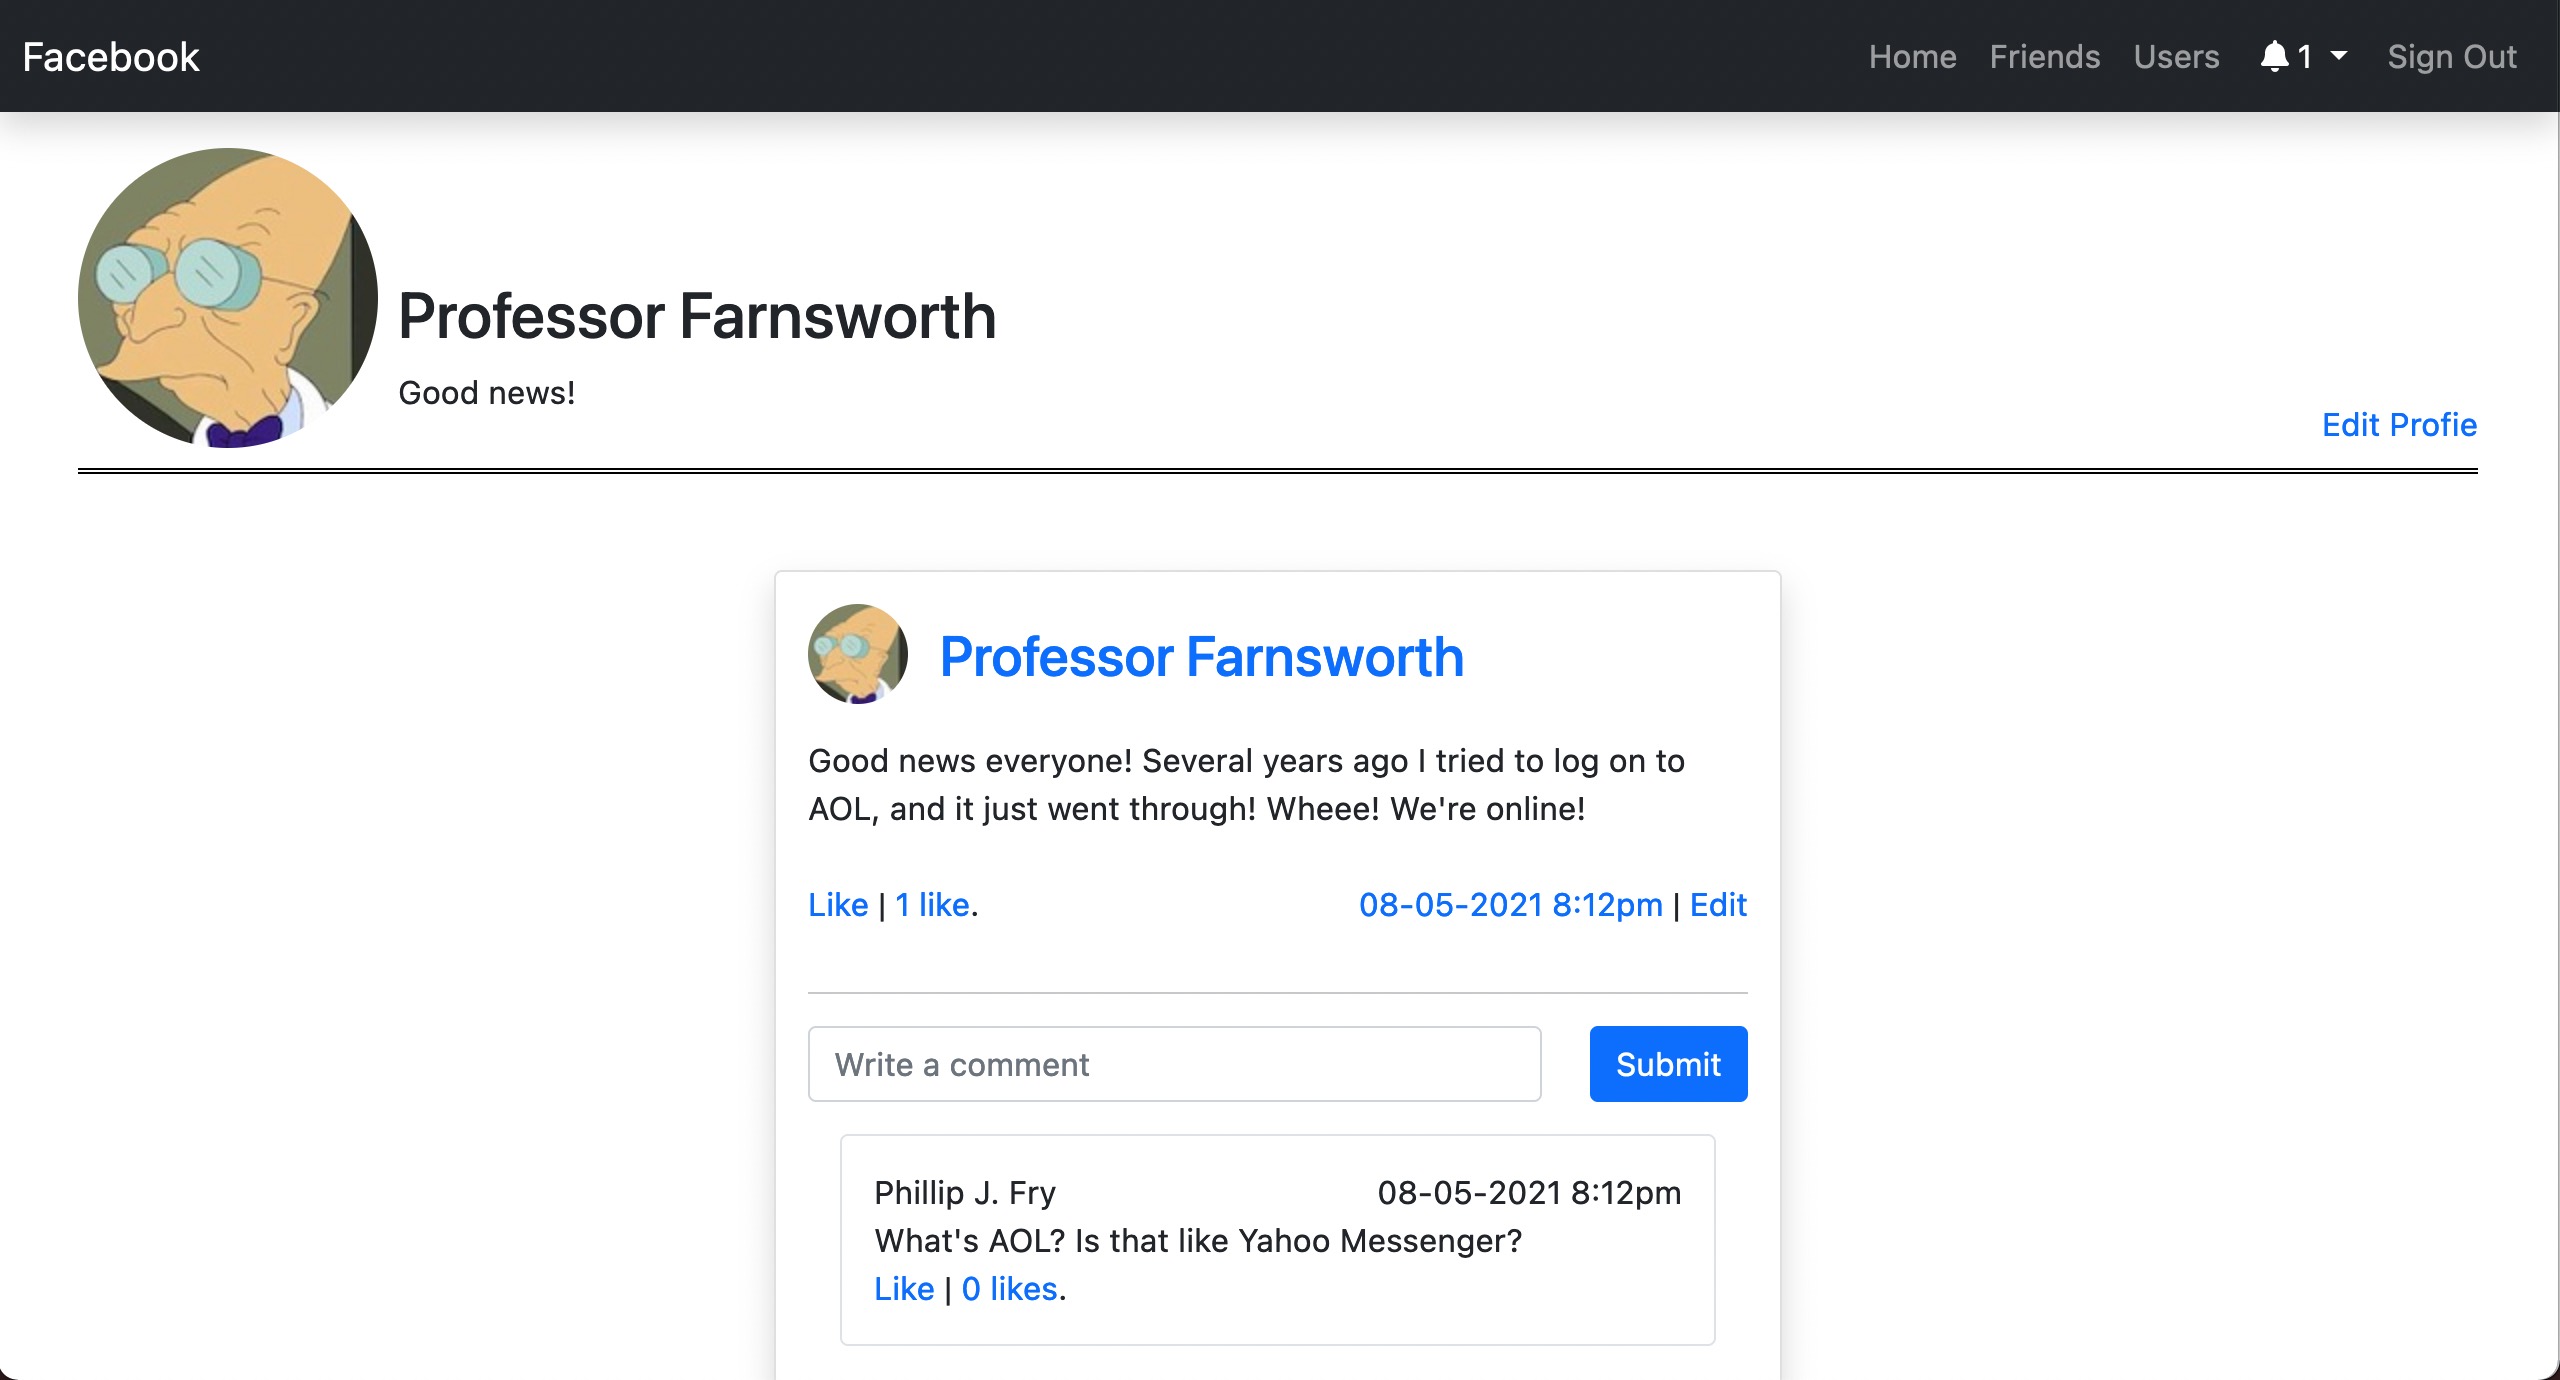 Facebook
Home Friends Users 1 Sign Out
Professor Farnsworth
Good news!
Edit Profie
Professor Farnsworth
Good news everyone! Several years ago I tried to log on to
AOL, and it just went through! Wheee! We're online!
Like | 1 like. 08-05-2021 8:12pm | Edit
Write a comment Submit
Phillip J. Fry 08-05-2021 8:12pm
What's AOL? Is that like Yahoo Messenger?
Like | 0 likes.